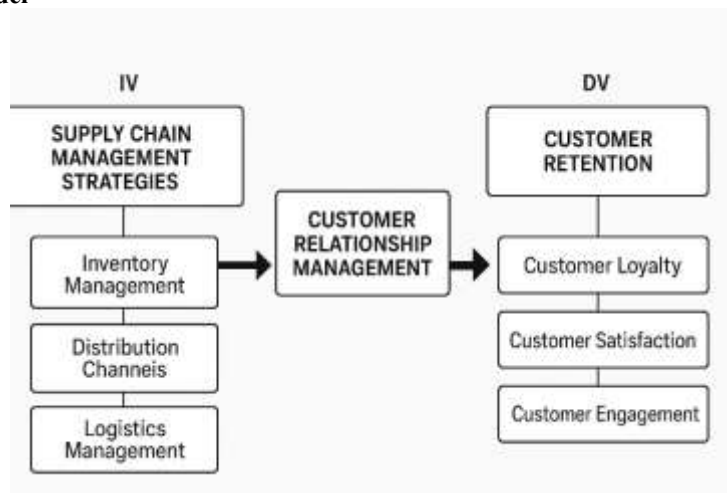 IV
SUPPLY CHAIN
MANAGEMENT
STRATEGIES
Inventory
Management
Distribution
Channeis
Logistics
Management
CUSTOMER
RELATIONSHIP
MANAGEMENT
DV
CUSTOMER
RETENTION
Customer Loyalty
Customer Satisfaction
Customer Engagement